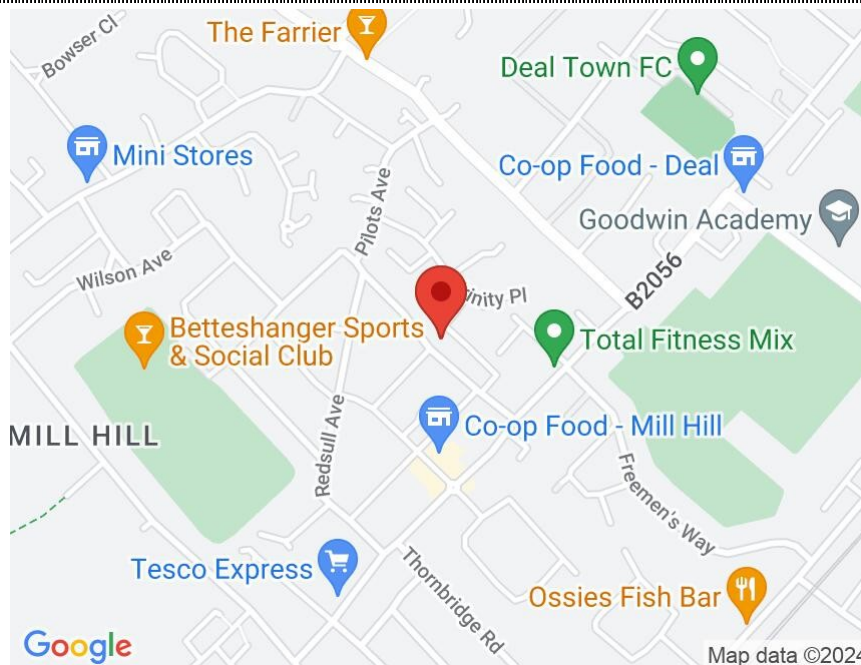 The Farrier
Bowser Cl
Deal Town FC
Mini Stores
Co-op Food - Deal
Pilots Ave
Goodwin Academy
Wilson Ave
B2056
inity Pl
Betteshanger Sports
& Social Club
Total Fitness Mix
MILL HILL
Redsull Ave
Co-op Food - Mill Hill
Freemen's Way
Tesco Express
Thornbridge Rd
Ossies Fish Bar
Google
Map data ©2024